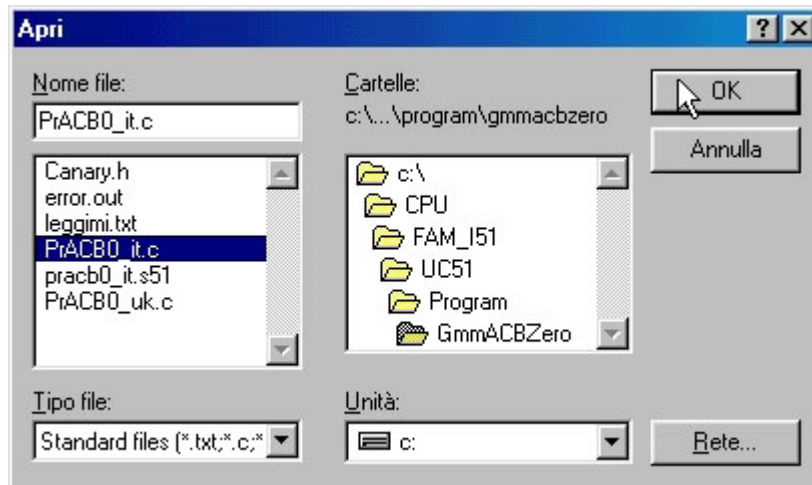 Apri
Nome file:
PrACB0_it.c
Canary.h
error.out
leggimi.txt
PrACB0_it.c
pracb0_it.s51
PrACB0_uk.c
Tipo file:
Standard files (*.txt;*.c;*
Cartelle:
c:\...\program\gmmacbzero
c:\
CPU
FAM_I51
UC51
Program
GmmACBZero
Unità:
c:
OK
Annulla
Rete...